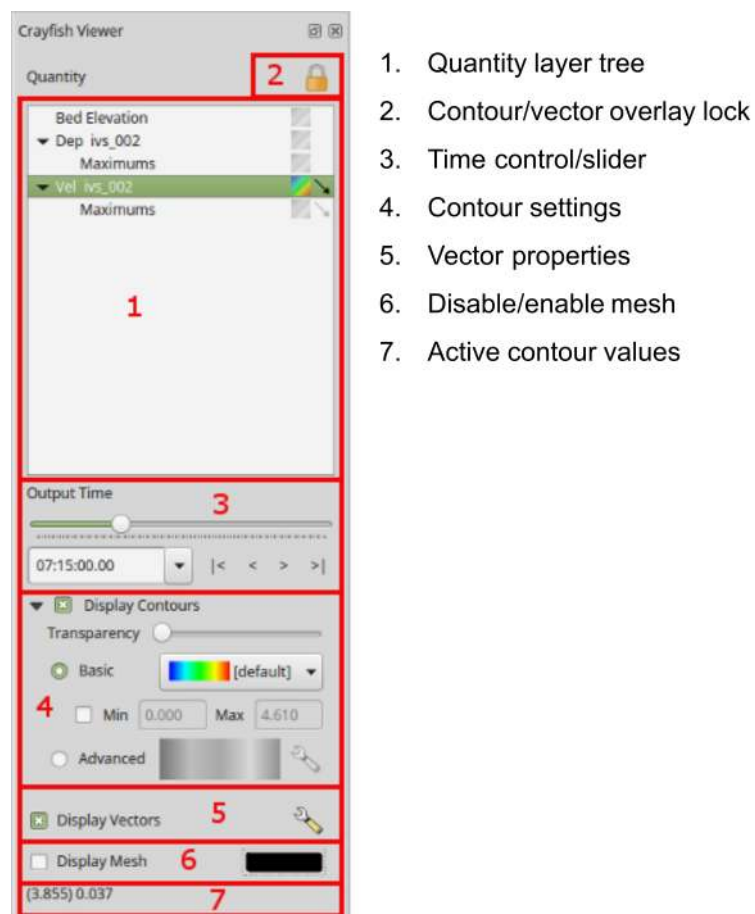 Crayfish Viewer
Quantity 2
Bed Elevation
Dep ivs_002
Maximums
Vel ivs_002
Maximums
1
Output Time
3
07:15:00.00 |< < > >|
Display Contours
Transparency
Basic [default]
4
Min 0.000 Max 4.610
Advanced
Display Vectors 5
Display Mesh 6
(3.855) 0.037
7
1. Quantity layer tree
2. Contour/vector overlay lock
3. Time control/slider
4. Contour settings
5. Vector properties
6. Disable/enable mesh
7. Active contour values